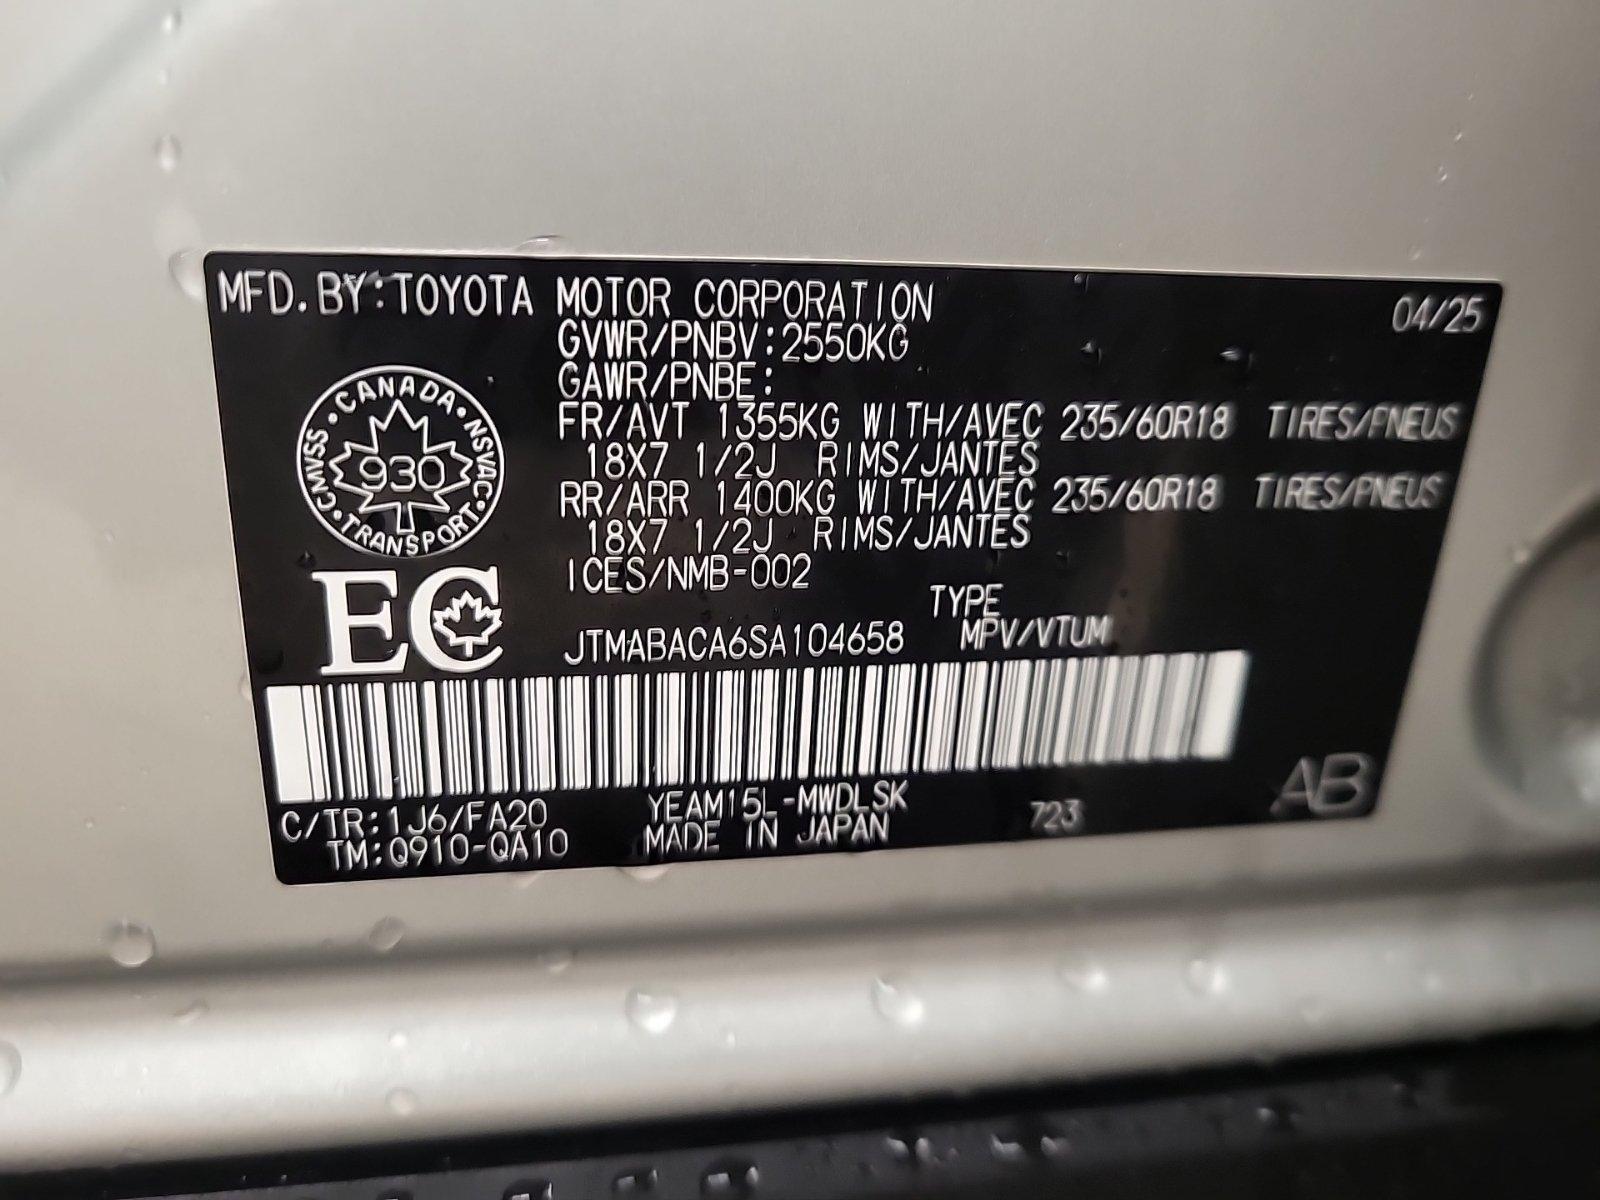 MFD. BY: TOYOTA MOTOR CORPORATION 04/25
GVWR/PNBV: 2550KG
GAWR/PNBE:
FR/AVT 1355KG WITH/AVEC 235/60R18 TIRES/PNEUS
18X7 1/2J RIMS/JANTES
RR/ARR 1400KG WITH/AVEC 235/60R18 TIRES/PNEUS
18X7 1/2J RIMS/JANTES
ICES/NMB-002
CANADA · NSVAC · TRANSPORT · CMVSS ·
930
EC
TYPE
JTMABACA6SA104658 MPV/VTUM
C/TR: 1J6/FA20 YEAM15L-MWDLSK 723 AB
TM: Q910-QA10 MADE IN JAPAN